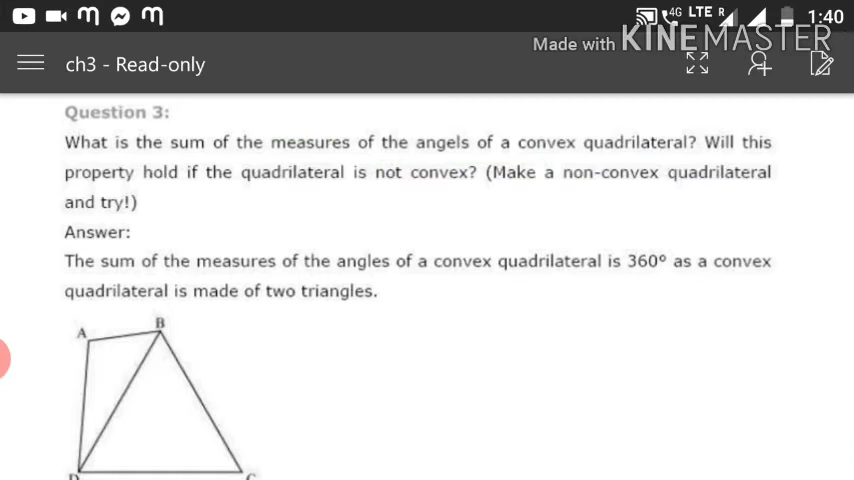 4G LTE R 1:40
Made with KINEMASTER
ch3 - Read-only
Question 3:
What is the sum of the measures of the angels of a convex quadrilateral? Will this
property hold if the quadrilateral is not convex? (Make a non-convex quadrilateral
and try!)
Answer:
The sum of the measures of the angles of a convex quadrilateral is 360° as a convex
quadrilateral is made of two triangles.
B
A
D C